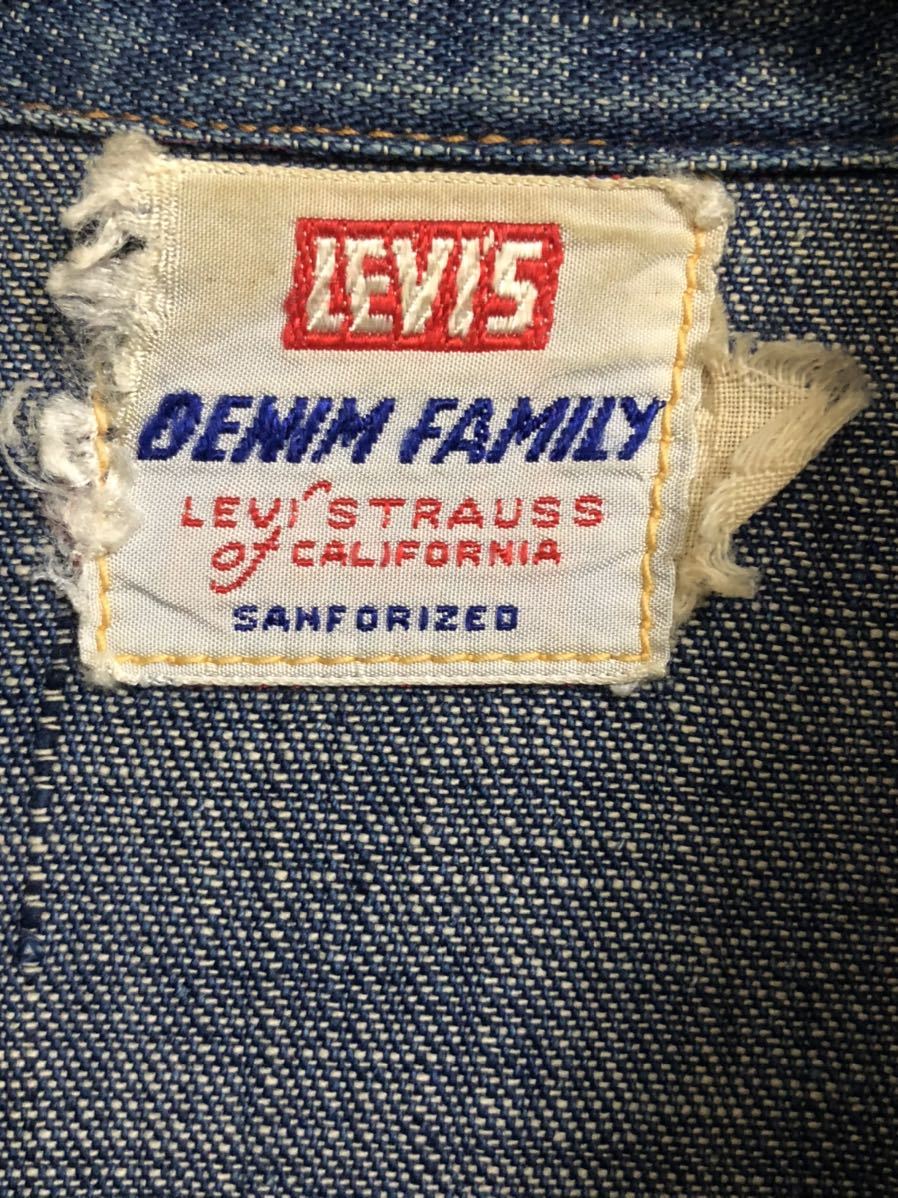 LEVI'S
DENIM FAMILY
LEVI STRAUSS
of CALIFORNIA
SANFORIZED